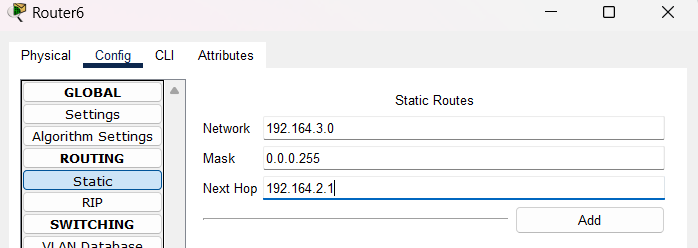 Router6
Physical Config CLI Attributes
GLOBAL
Settings
Algorithm Settings
ROUTING
Static
RIP
SWITCHING
VLAN Database
Static Routes
Network 192.164.3.0
Mask 0.0.0.255
Next Hop 192.164.2.1
Add